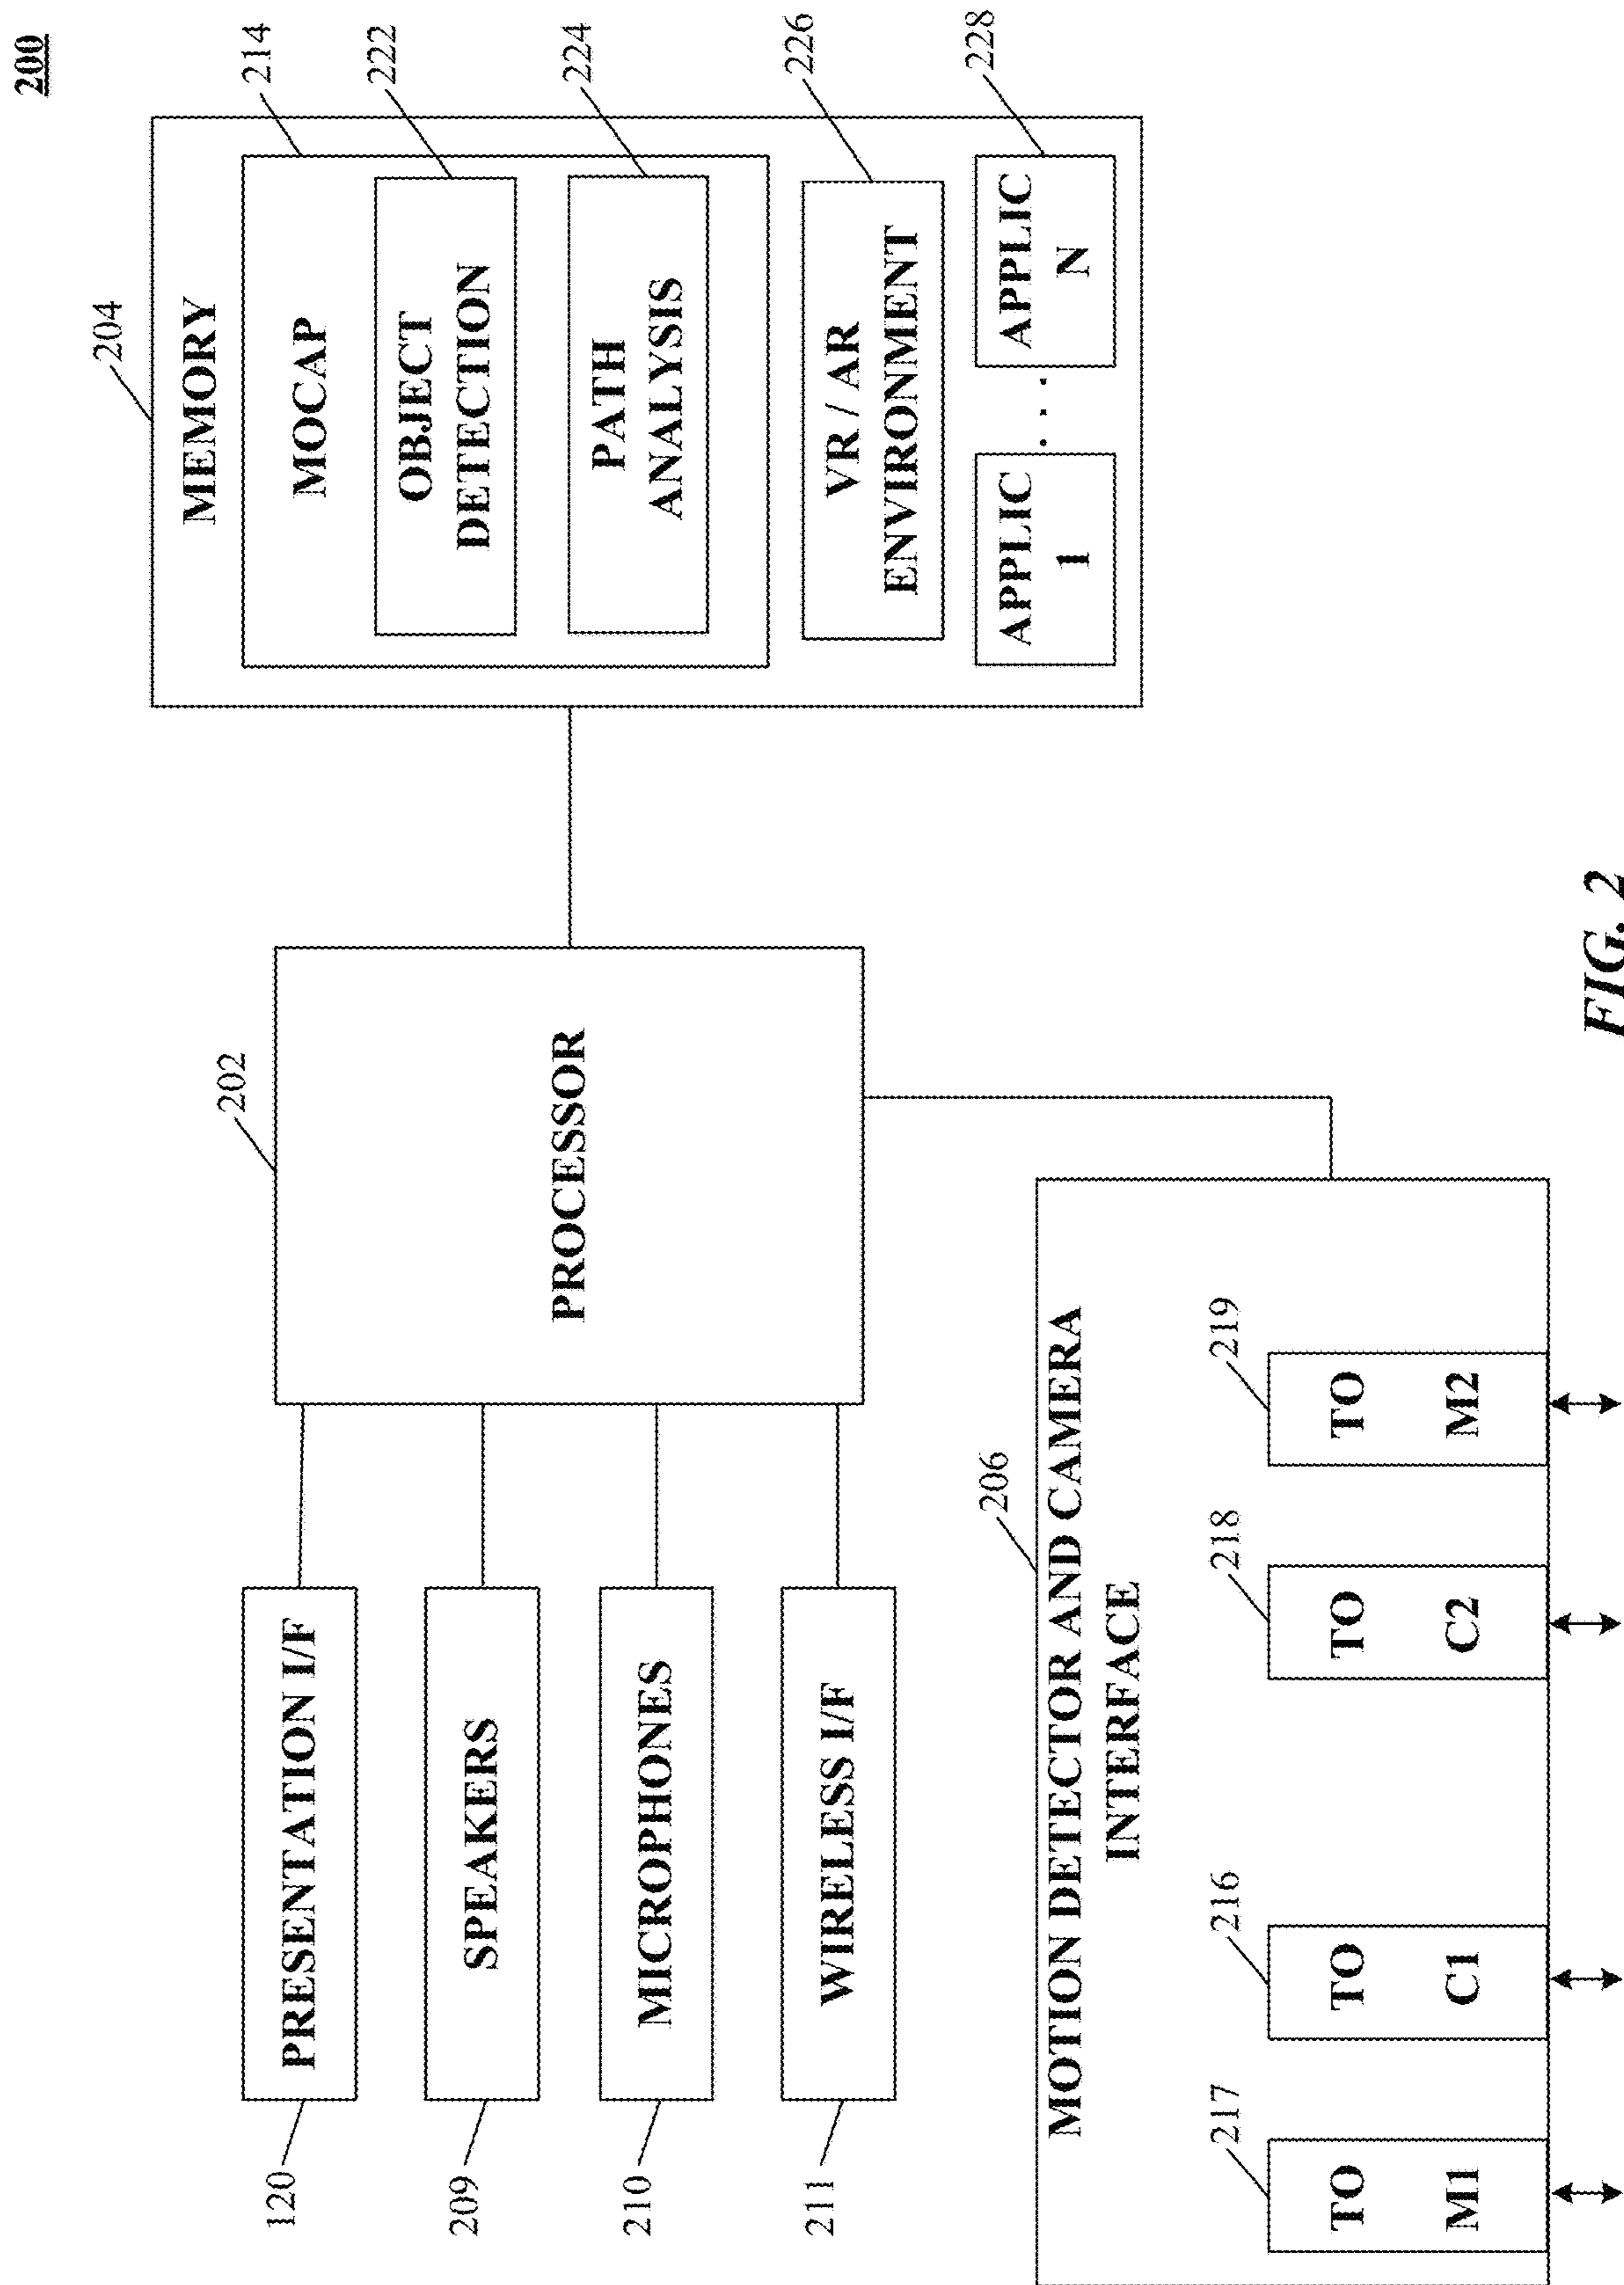 200
120
PRESENTATION I/F
209
SPEAKERS
210
MICROPHONES
211
WIRELESS I/F
202
PROCESSOR
204
MEMORY
214
MOCAP
222
OBJECT
DETECTION
224
PATH
ANALYSIS
226
VR / AR
ENVIRONMENT
228
APPLIC
1
. . .
APPLIC
N
206
MOTION DETECTOR AND CAMERA
INTERFACE
217
TO
M1
216
TO
C1
218
TO
C2
219
TO
M2
FIG. 2